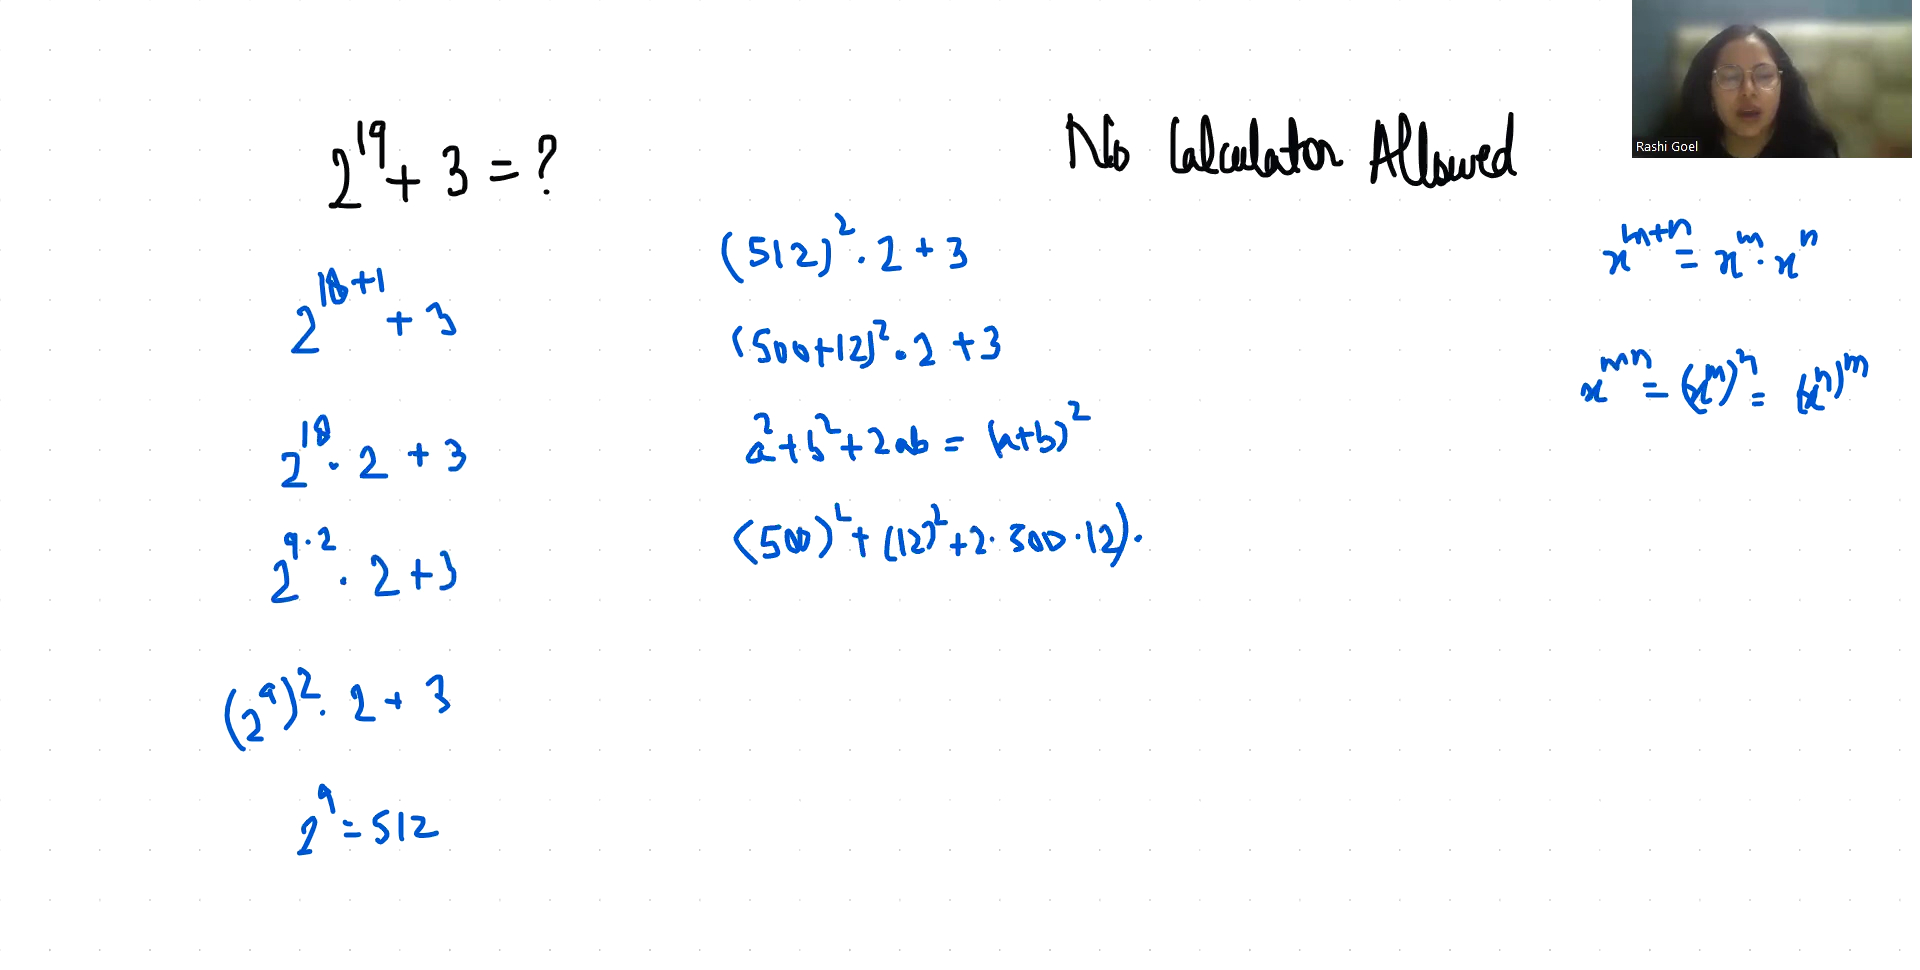 2^19 + 3 = ?
No Calculator Allowed
Rashi Goel
2^18+1 + 3
2^18 · 2 + 3
2^9·2 · 2 + 3
(2^9)^2 · 2 + 3
2^9 = 512
(512)^2 · 2 + 3
(500+12)^2 · 2 + 3
a^2 + b^2 + 2ab = (a+b)^2
(500)^2 + (12)^2 + 2· 500 · 12) ·
x^m+n = x^m · x^n
x^mn = (x^m)^n = (x^n)^m